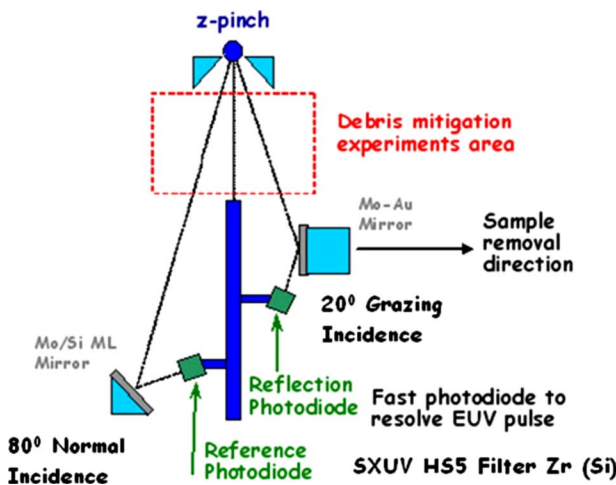 z-pinch
Debris mitigation
experiments area
Mo-Au
Mirror
Sample
removal
direction
20⁰ Grazing
Incidence
Mo/Si ML
Mirror
Reflection
Photodiode
Fast photodiode to
resolve EUV pulse
80⁰ Normal
Incidence
Reference
Photodiode
SXUV HS5 Filter Zr (Si)